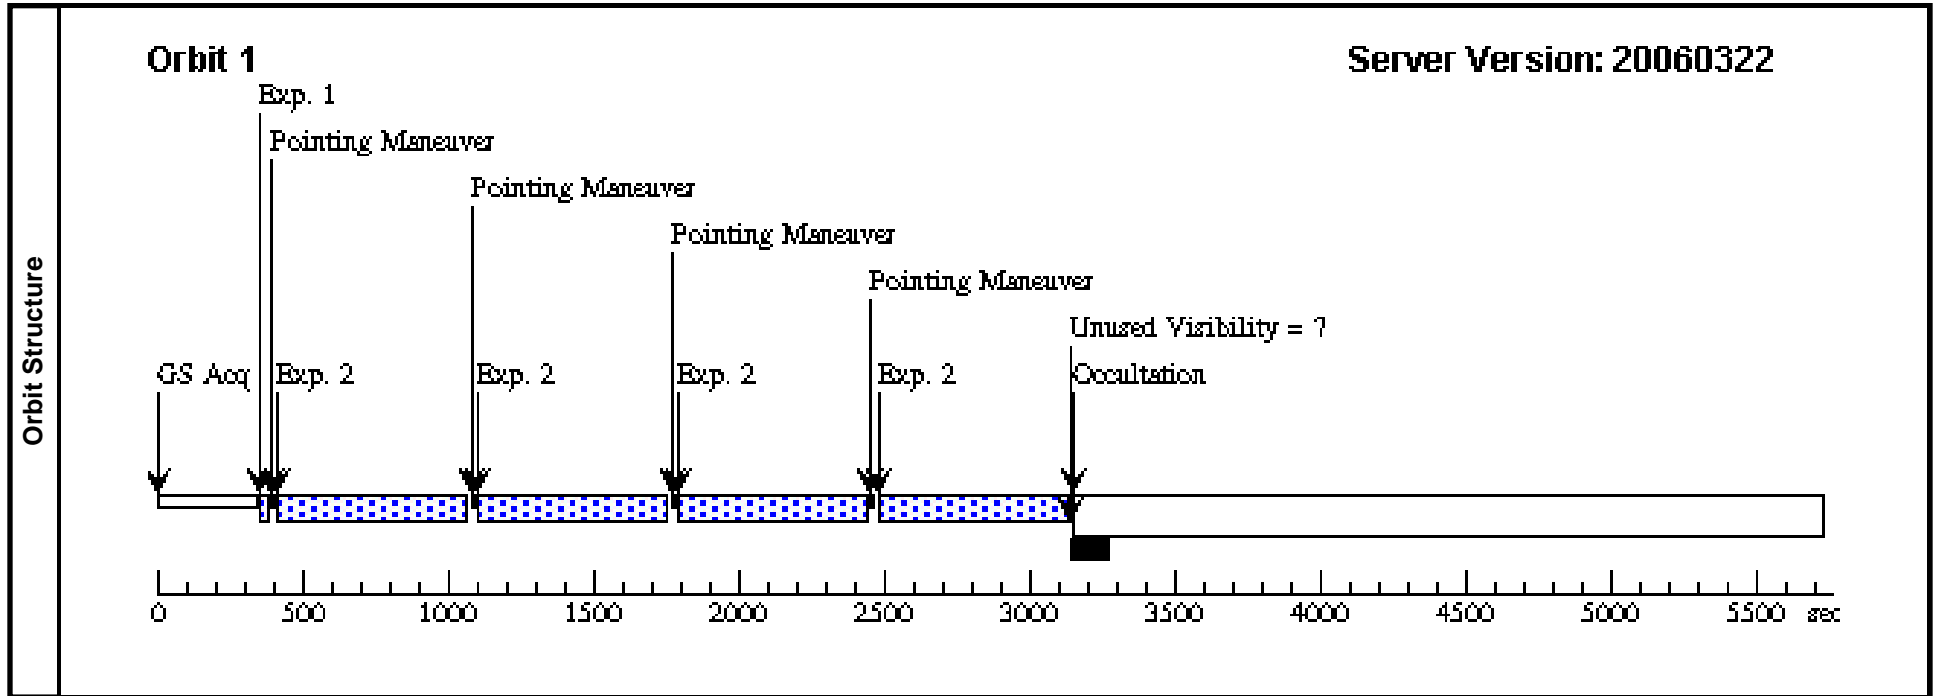 Orbit Structure
Orbit 1
Server Version: 20060322
Exp. 1
Pointing Maneuver
Pointing Maneuver
Pointing Maneuver
Pointing Maneuver
Unused Visibility = 7
GS Acq
Exp. 2
Exp. 2
Exp. 2
Exp. 2
Occultation
0 500 1000 1500 2000 2500 3000 3500 4000 4500 5000 5500 sec